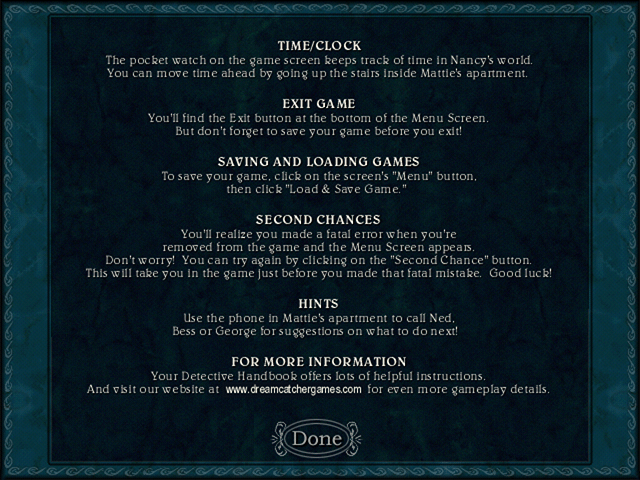 TIME/CLOCK
The pocket watch on the game screen keeps track of time in Nancy's world.
You can move time ahead by going up the stairs inside Mattie's apartment.
EXIT GAME
You'll find the Exit button at the bottom of the Menu Screen.
But don't forget to save your game before you exit!
SAVING AND LOADING GAMES
To save your game, click on the screen's "Menu" button,
then click "Load & Save Game."
SECOND CHANCES
You'll realize you made a fatal error when you're
removed from the game and the Menu Screen appears.
Don't worry! You can try again by clicking on the "Second Chance" button.
This will take you in the game just before you made that fatal mistake. Good luck!
HINTS
Use the phone in Mattie's apartment to call Ned,
Bess or George for suggestions on what to do next!
FOR MORE INFORMATION
Your Detective Handbook offers lots of helpful instructions.
And visit our website at www.dreamcatchergames.com for even more gameplay details.
Done